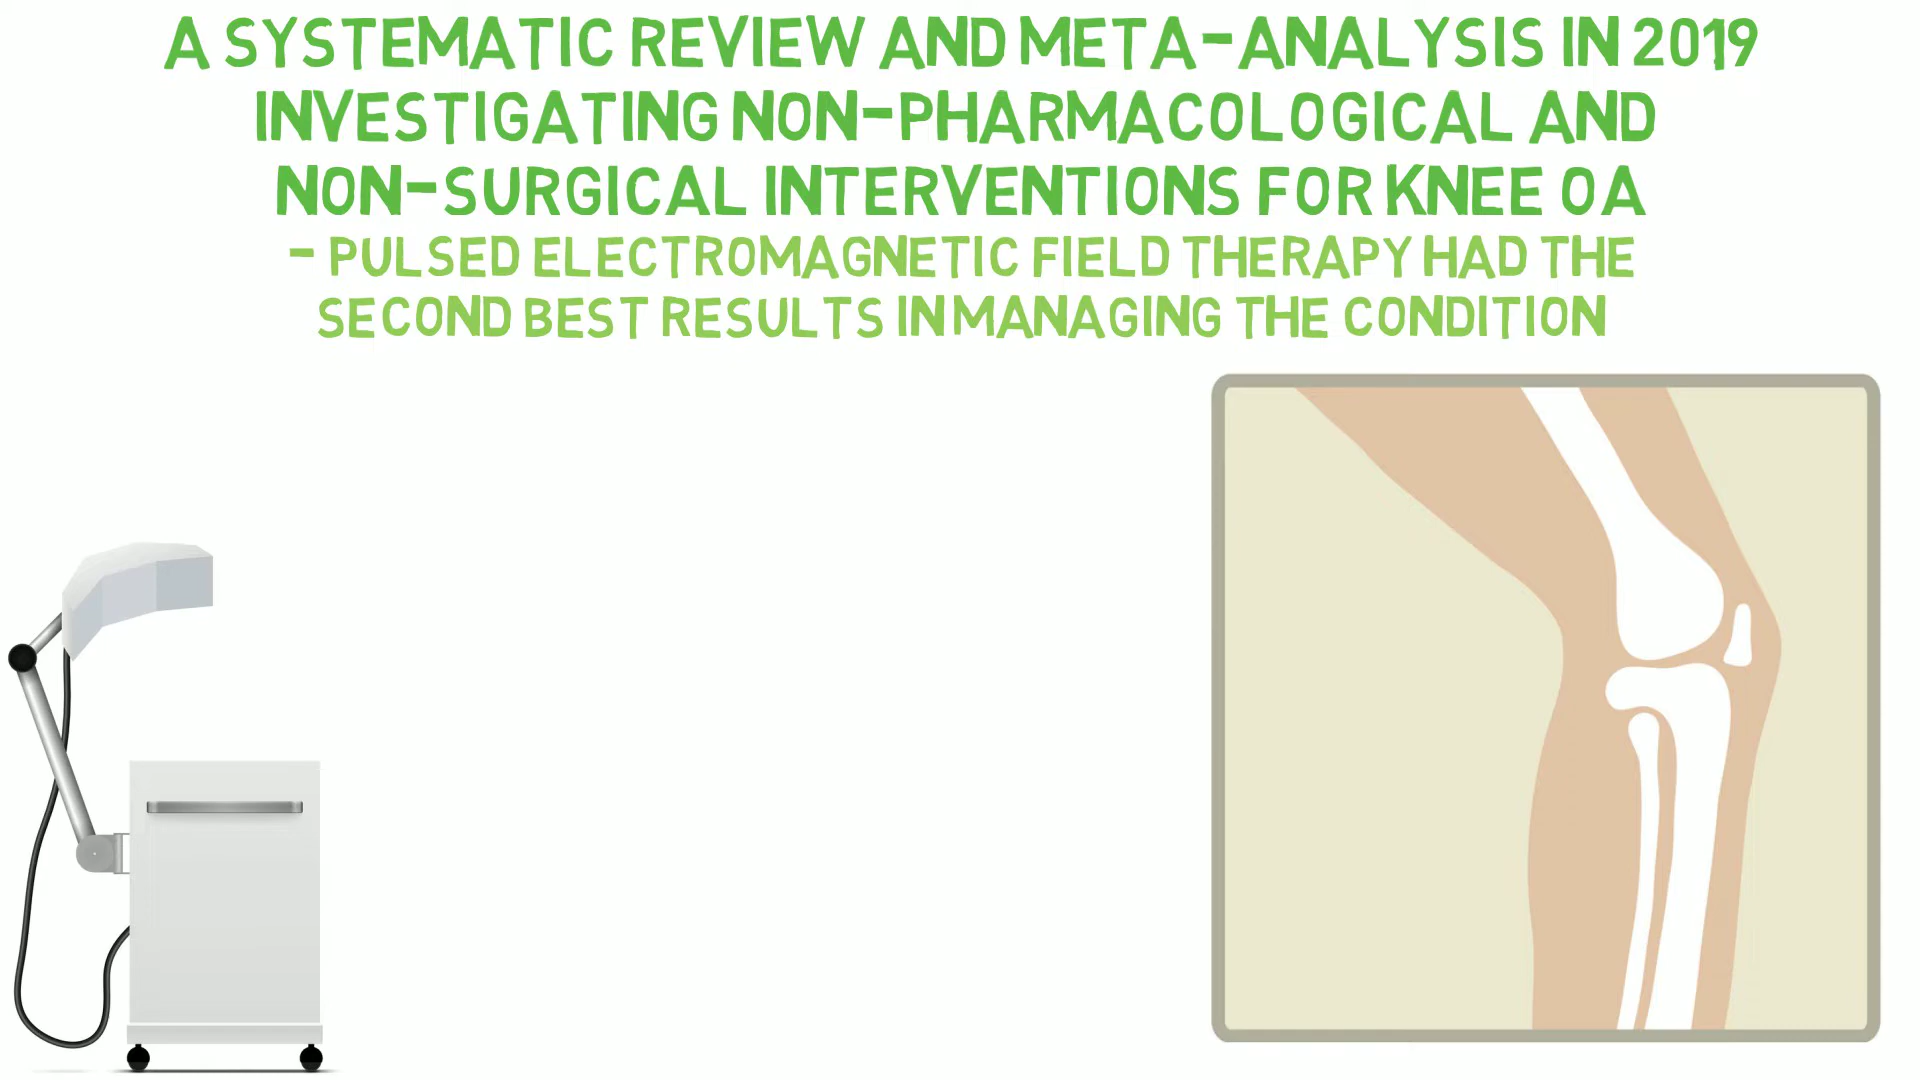 A SYSTEMATIC REVIEW AND META-ANALYSIS IN 2019
INVESTIGATING NON-PHARMACOLOGICAL AND
NON-SURGICAL INTERVENTIONS FOR KNEE OA
- PULSED ELECTROMAGNETIC FIELD THERAPY HAD THE
SECOND BEST RESULTS IN MANAGING THE CONDITION